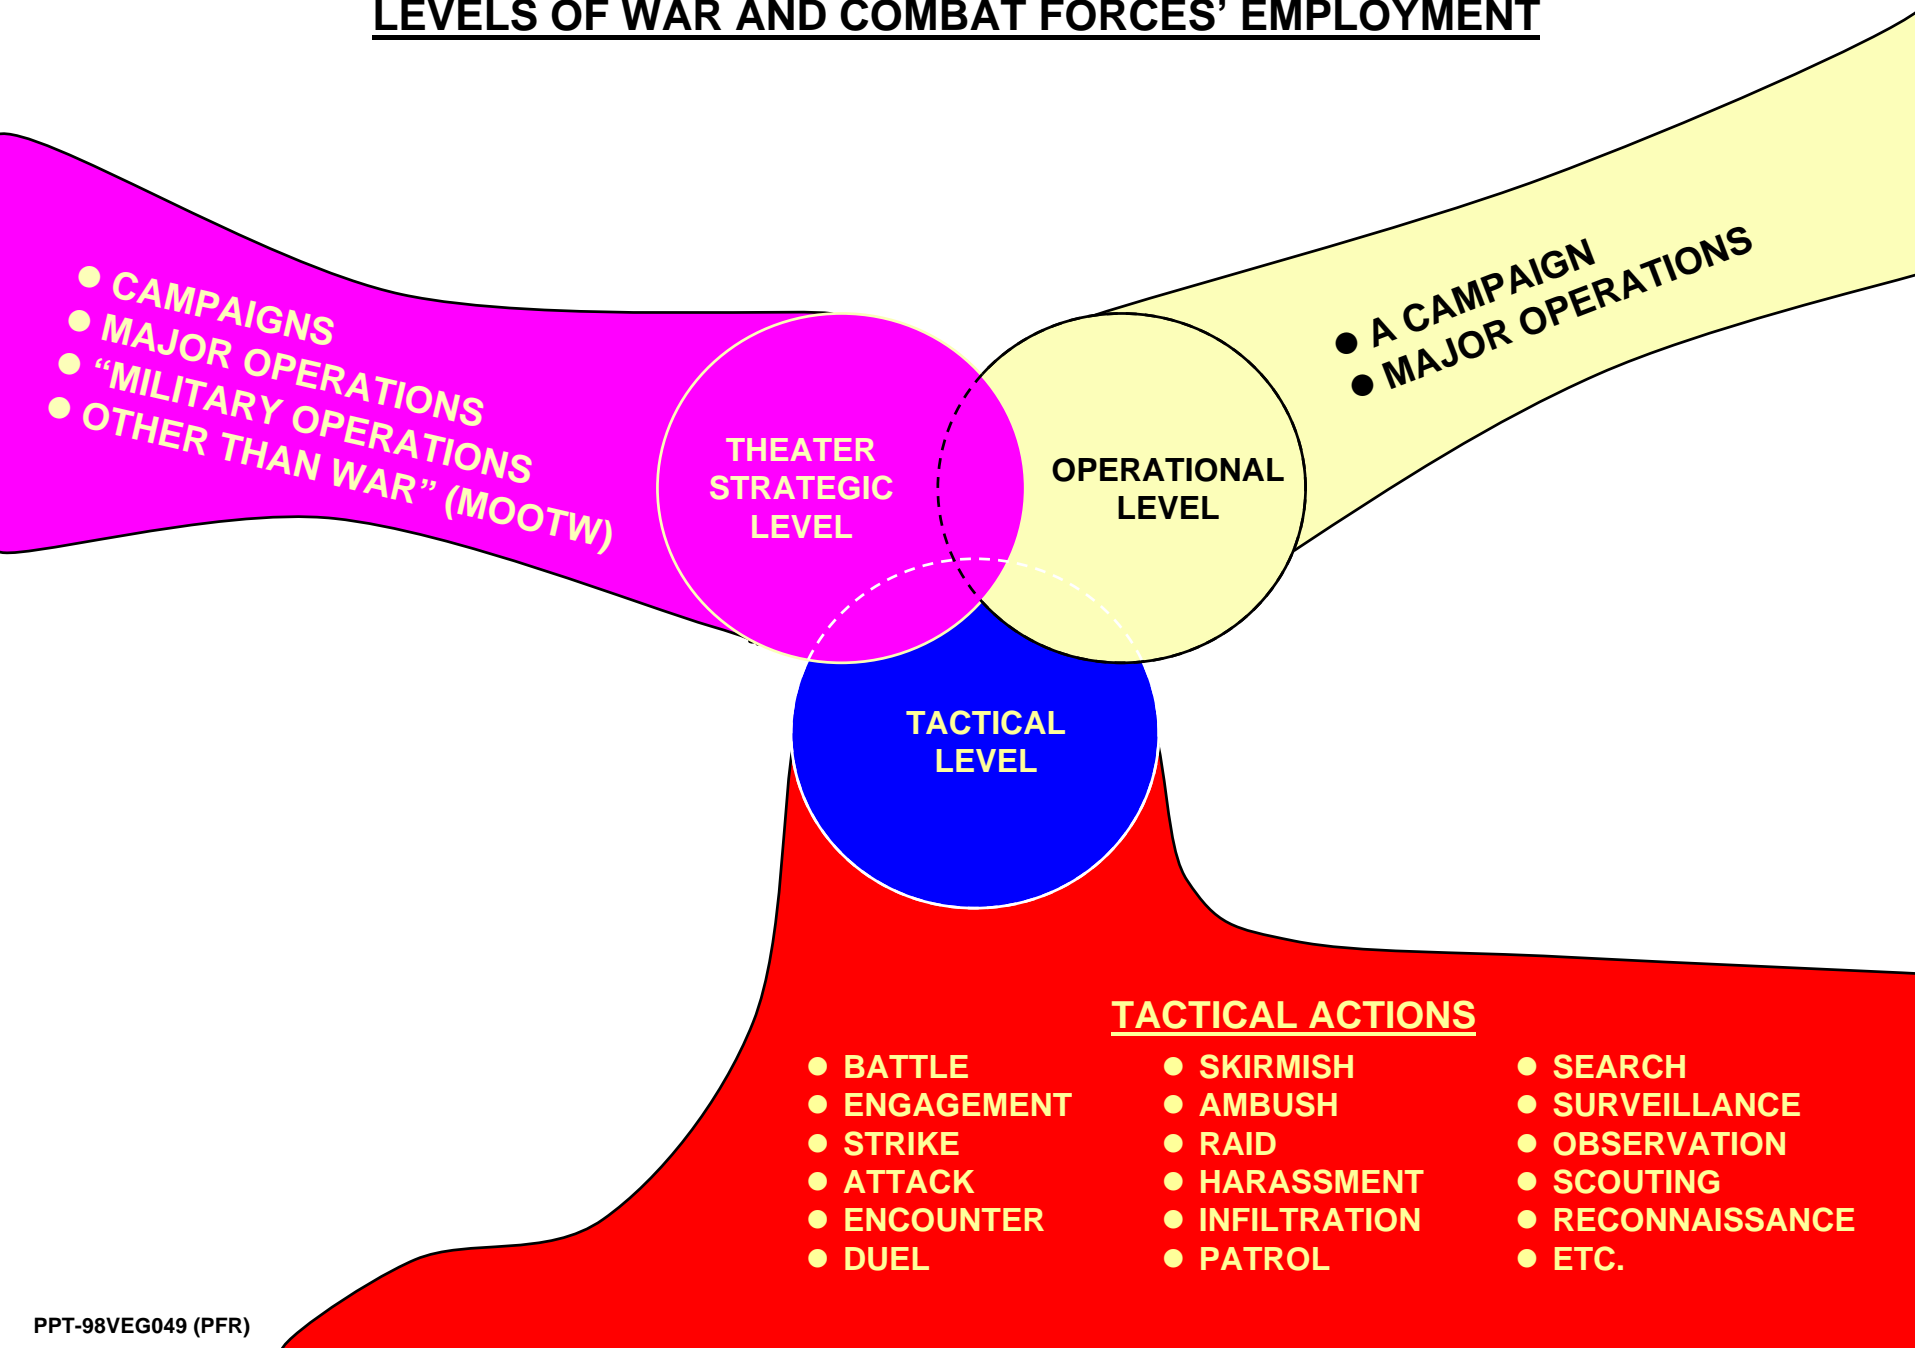 LEVELS OF WAR AND COMBAT FORCES’ EMPLOYMENT
● CAMPAIGNS
● MAJOR OPERATIONS
● “MILITARY OPERATIONS
● OTHER THAN WAR” (MOOTW)
● A CAMPAIGN
● MAJOR OPERATIONS
THEATER
STRATEGIC
LEVEL
OPERATIONAL
LEVEL
TACTICAL
LEVEL
TACTICAL ACTIONS
● BATTLE
● ENGAGEMENT
● STRIKE
● ATTACK
● ENCOUNTER
● DUEL
● SKIRMISH
● AMBUSH
● RAID
● HARASSMENT
● INFILTRATION
● PATROL
● SEARCH
● SURVEILLANCE
● OBSERVATION
● SCOUTING
● RECONNAISSANCE
● ETC.
PPT-98VEG049 (PFR)